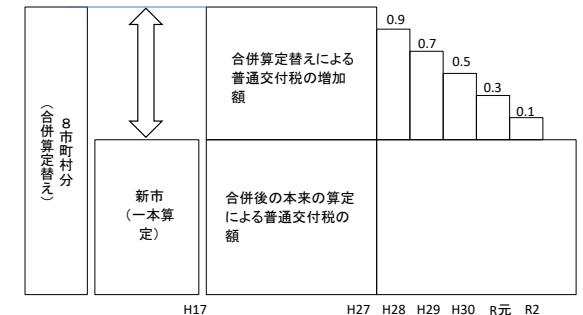 8市町村分
（合併算定替え）
新市
（一本算
定）
合併算定替えによる
普通交付税の増加
額
合併後の本来の算定
による普通交付税の
額
0.9
0.7
0.5
0.3
0.1
H17
H27
H28
H29
H30
R元
R2